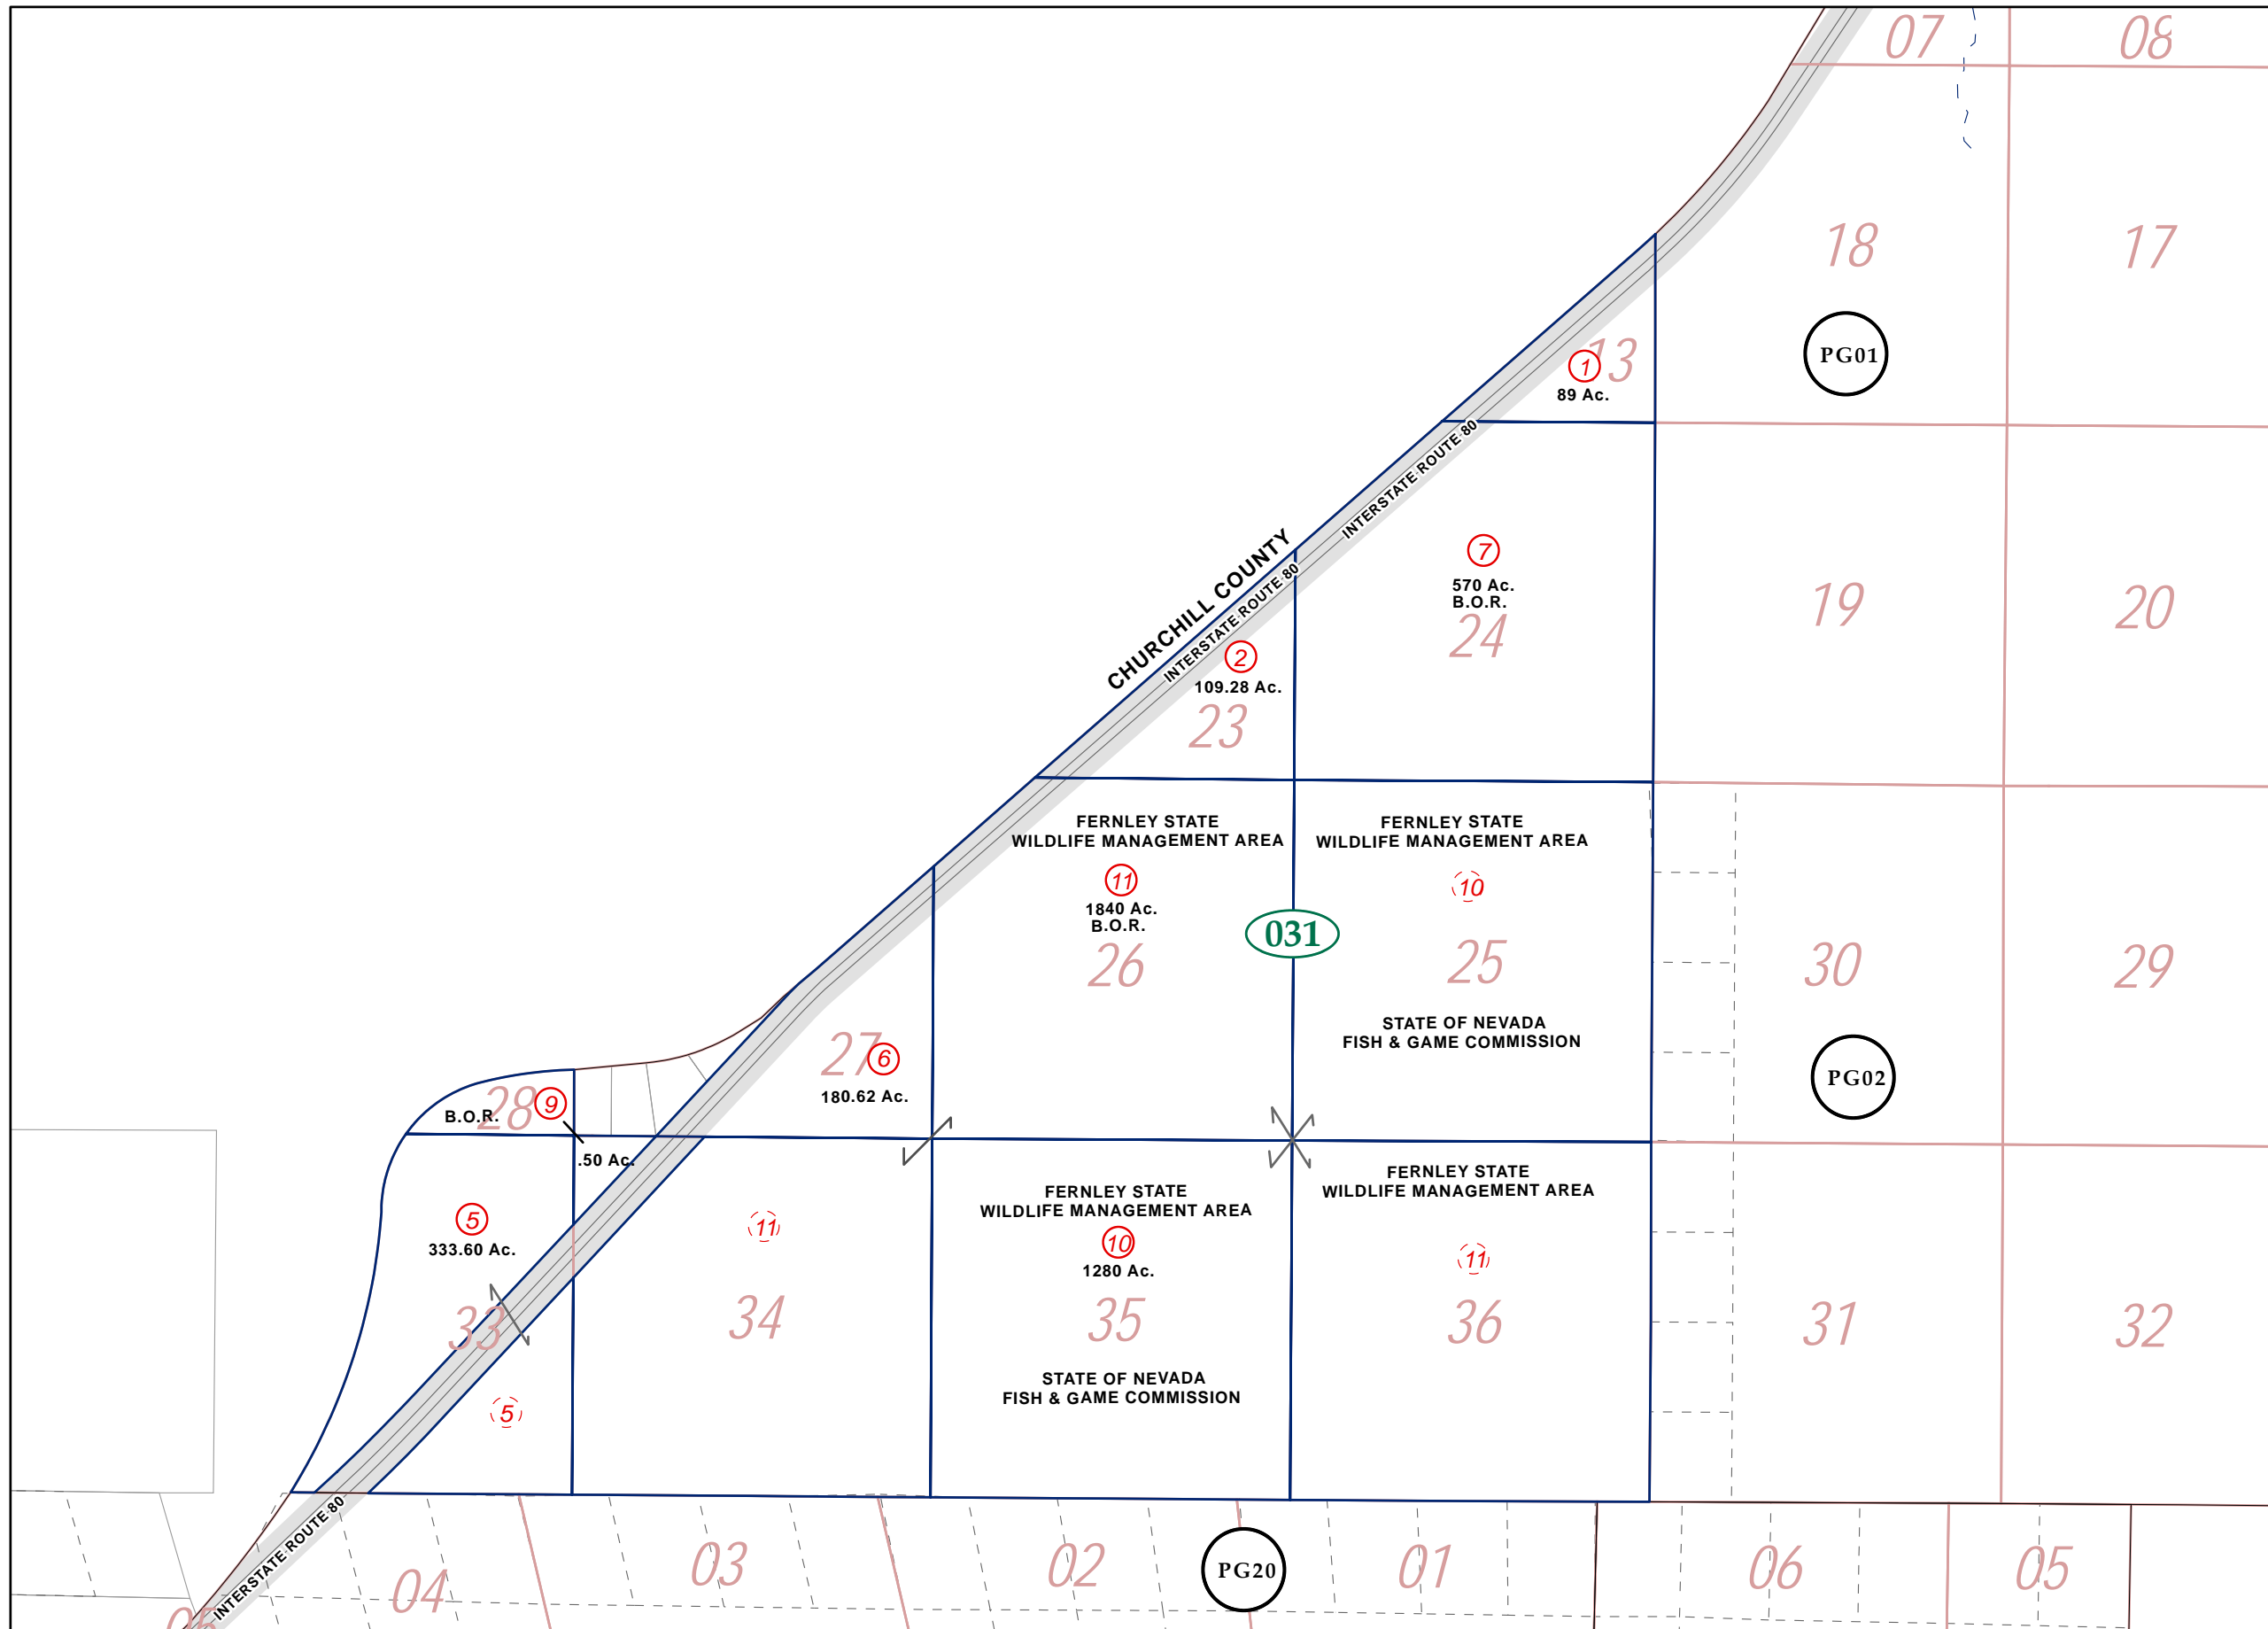 07
08
18
17
PG01
13
1
89 Ac.
INTERSTATE ROUTE 80
7
570 Ac.
B.O.R.
24
19
20
CHURCHILL COUNTY
INTERSTATE ROUTE 80
2
109.28 Ac.
23
FERNLEY STATE
WILDLIFE MANAGEMENT AREA
11
1840 Ac.
B.O.R.
26
FERNLEY STATE
WILDLIFE MANAGEMENT AREA
10
031
25
STATE OF NEVADA
FISH & GAME COMMISSION
30
29
PG02
27
6
180.62 Ac.
28
9
B.O.R.
.50 Ac.
5
333.60 Ac.
33
5
11
34
FERNLEY STATE
WILDLIFE MANAGEMENT AREA
10
1280 Ac.
35
STATE OF NEVADA
FISH & GAME COMMISSION
FERNLEY STATE
WILDLIFE MANAGEMENT AREA
11
36
31
32
INTERSTATE ROUTE 80
04
03
02
PG20
01
06
05